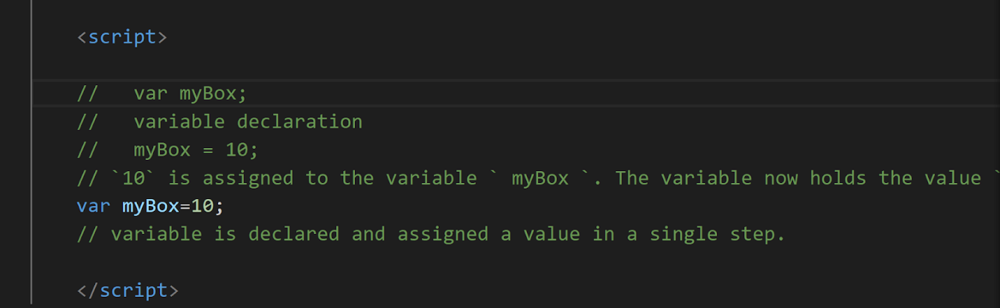 <script>
//   var myBox;
//   variable declaration
//   myBox = 10;
// `10` is assigned to the variable ` myBox `. The variable now holds the value `
var myBox=10;
// variable is declared and assigned a value in a single step.
</script>